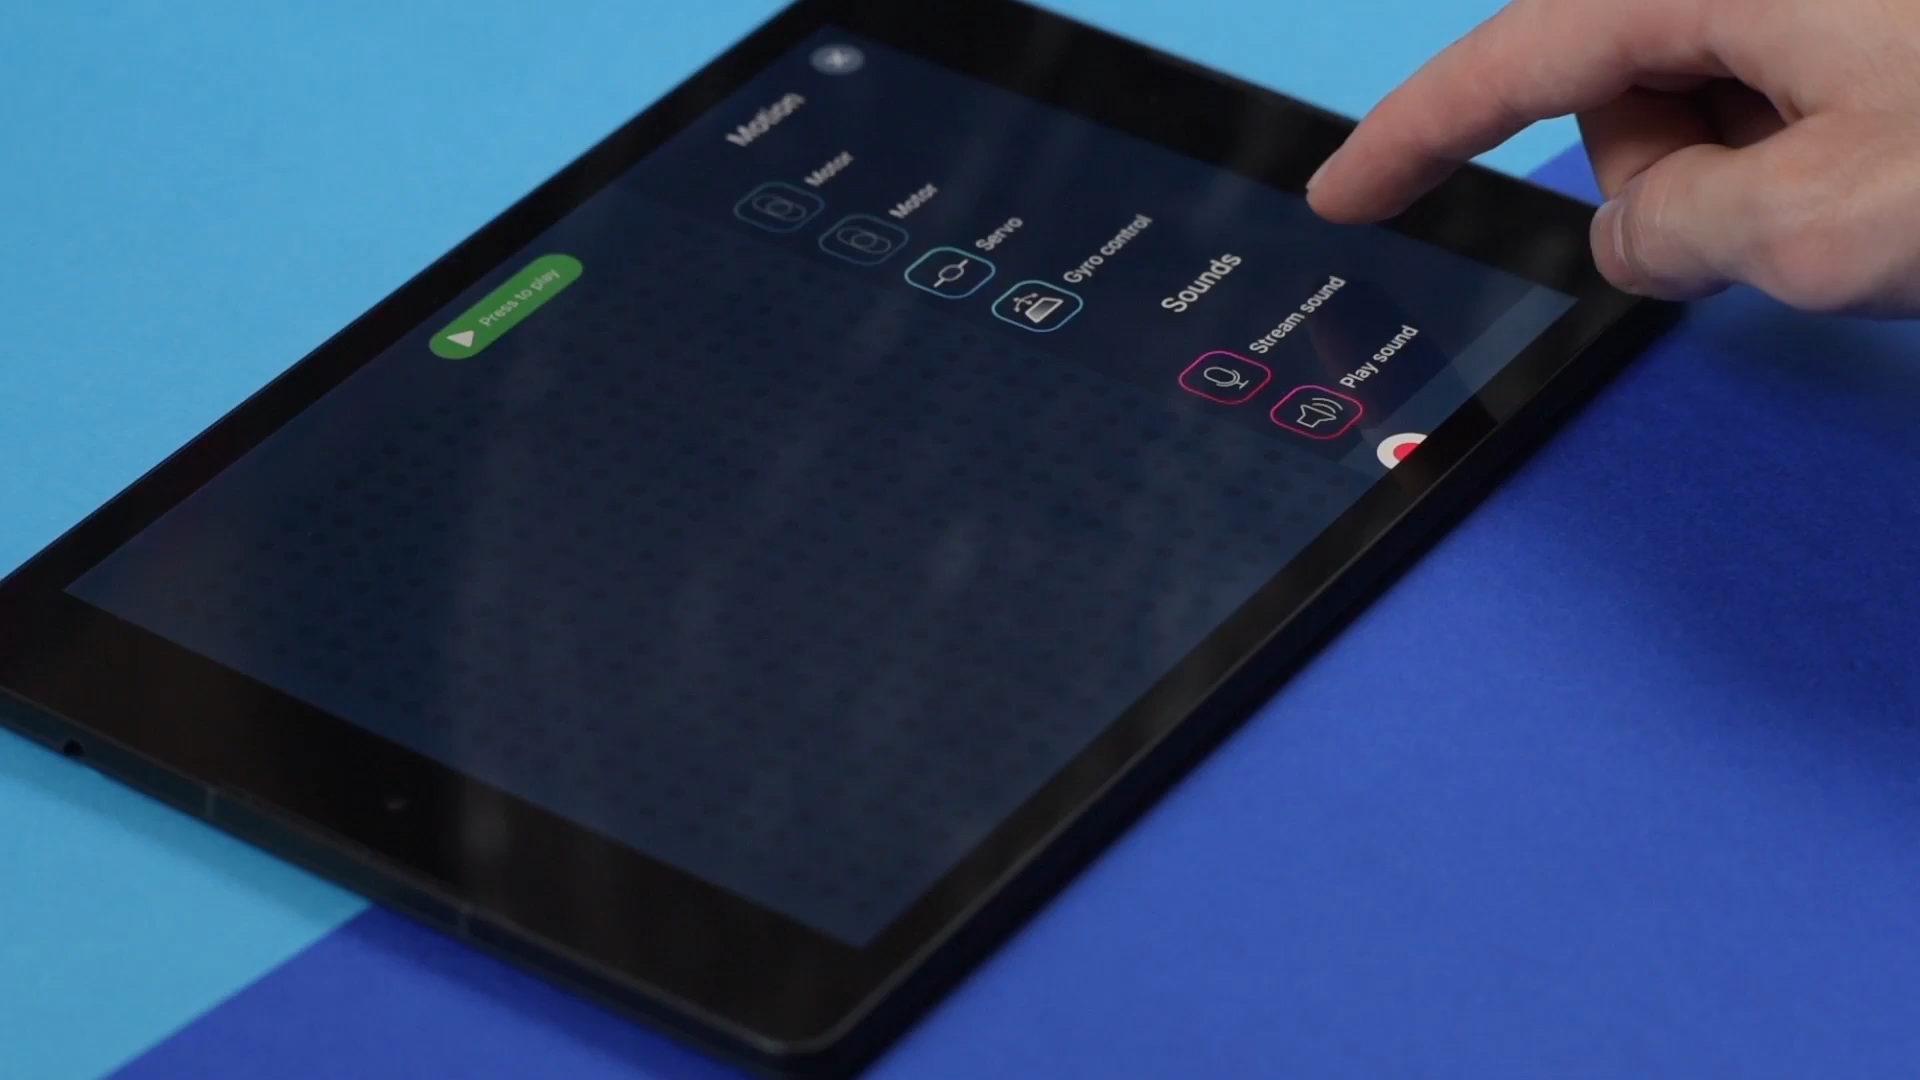 Motion
Motor
Motor
Servo
Gyro control
Sounds
Stream sound
Play sound
Press to play